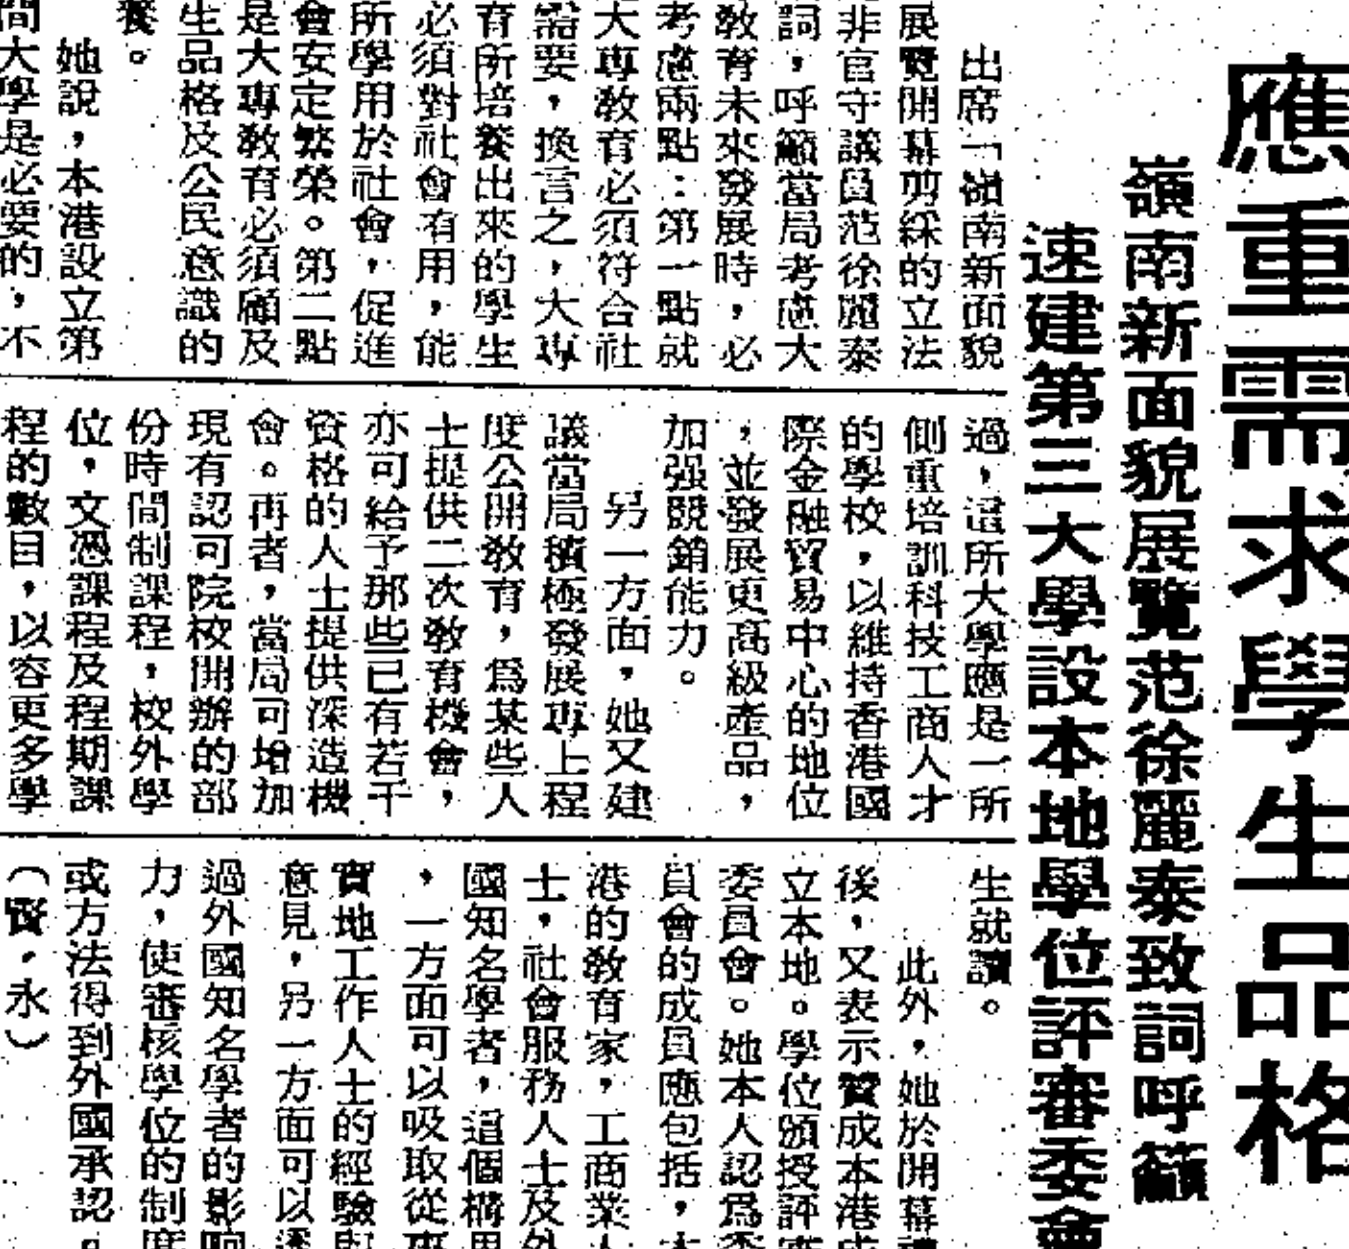 應重需求學生品格
嶺南新面貌展覽范徐麗泰致詞呼籲
速建第三大學設本地學位評審委會
出席「嶺南新面貌
展覽開幕剪綵的立法
非官守議員范徐麗泰
詞，呼籲當局考慮大
教育未來發展時，必
考慮兩點：第一點就
大專教育必須符合社
需要，換言之，大專
育所培養出來的學生
必須對社會有用，能
所學用於社會，促進
會安定繁榮。第二點
是大專教育必須顧及
生品格及公民意識的
養。
她說，本港設立第
間大學是必要的，不
過，這所大學應是一所
側重培訓科技工商人才
的學校，以維持香港國
際金融貿易中心的地位
，並發展更高級產品，
加强競銷能力。
另一方面，她又建
議當局積極發展專上程
度公開教育，爲某些人
士提供二次教育機會，
亦可給予那些已有若干
資格的人士提供深造機
會。再者，當局可增加
現有認可院校開辦的部
份時間制課程，校外學
位，文憑課程及程期課
程的數目，以容更多學
生就讀。
此外，她於開幕禮
後，又表示贊成本港成
立本地。學位頒授評審
委員會。她本人認爲委
員會的成員應包括，本
港的教育家，工商業人
士，社會服務人士及外
國知名學者，這個構思
，一方面可以吸取從事
實地工作人士的經驗與
意見，另一方面可以透
過外國知名學者的影响
力，使審核學位的制度
或方法得到外國承認。
（賢·永）